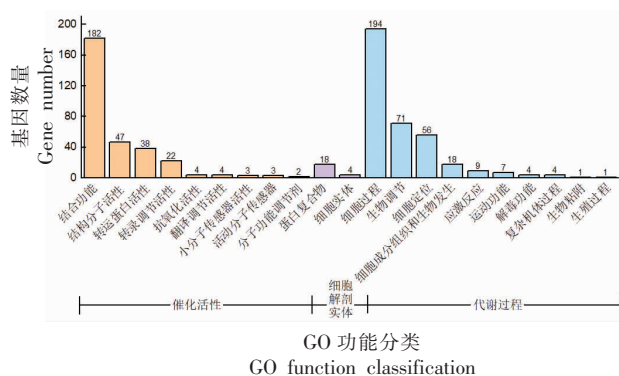 基因数量
Gene number
200
160
120
80
40
0
182
47
38
22
4
4
3
3
2
18
4
194
71
56
18
9
7
4
4
1
1
结合功能
结构分子活性
转运蛋白活性
转录调节活性
抗氧化活性
翻译调节活性
小分子传感器活性
活动分子传感器
分子功能调节剂
蛋白复合物
细胞实体
细胞过程
生物调节
细胞定位
细胞成分组织和生物发生
应激反应
运动功能
解毒功能
复杂机体过程
生物粘附
生殖过程
催化活性
细胞
解剖
实体
代谢过程
GO 功能分类
GO function classification